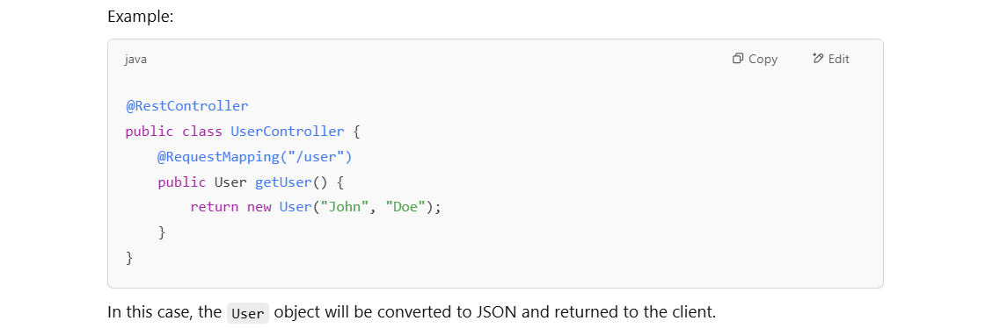 Example:
java
Copy
Edit
@RestController
public class UserController {
    @RequestMapping("/user")
    public User getUser() {
        return new User("John", "Doe");
    }
}
In this case, the User object will be converted to JSON and returned to the client.